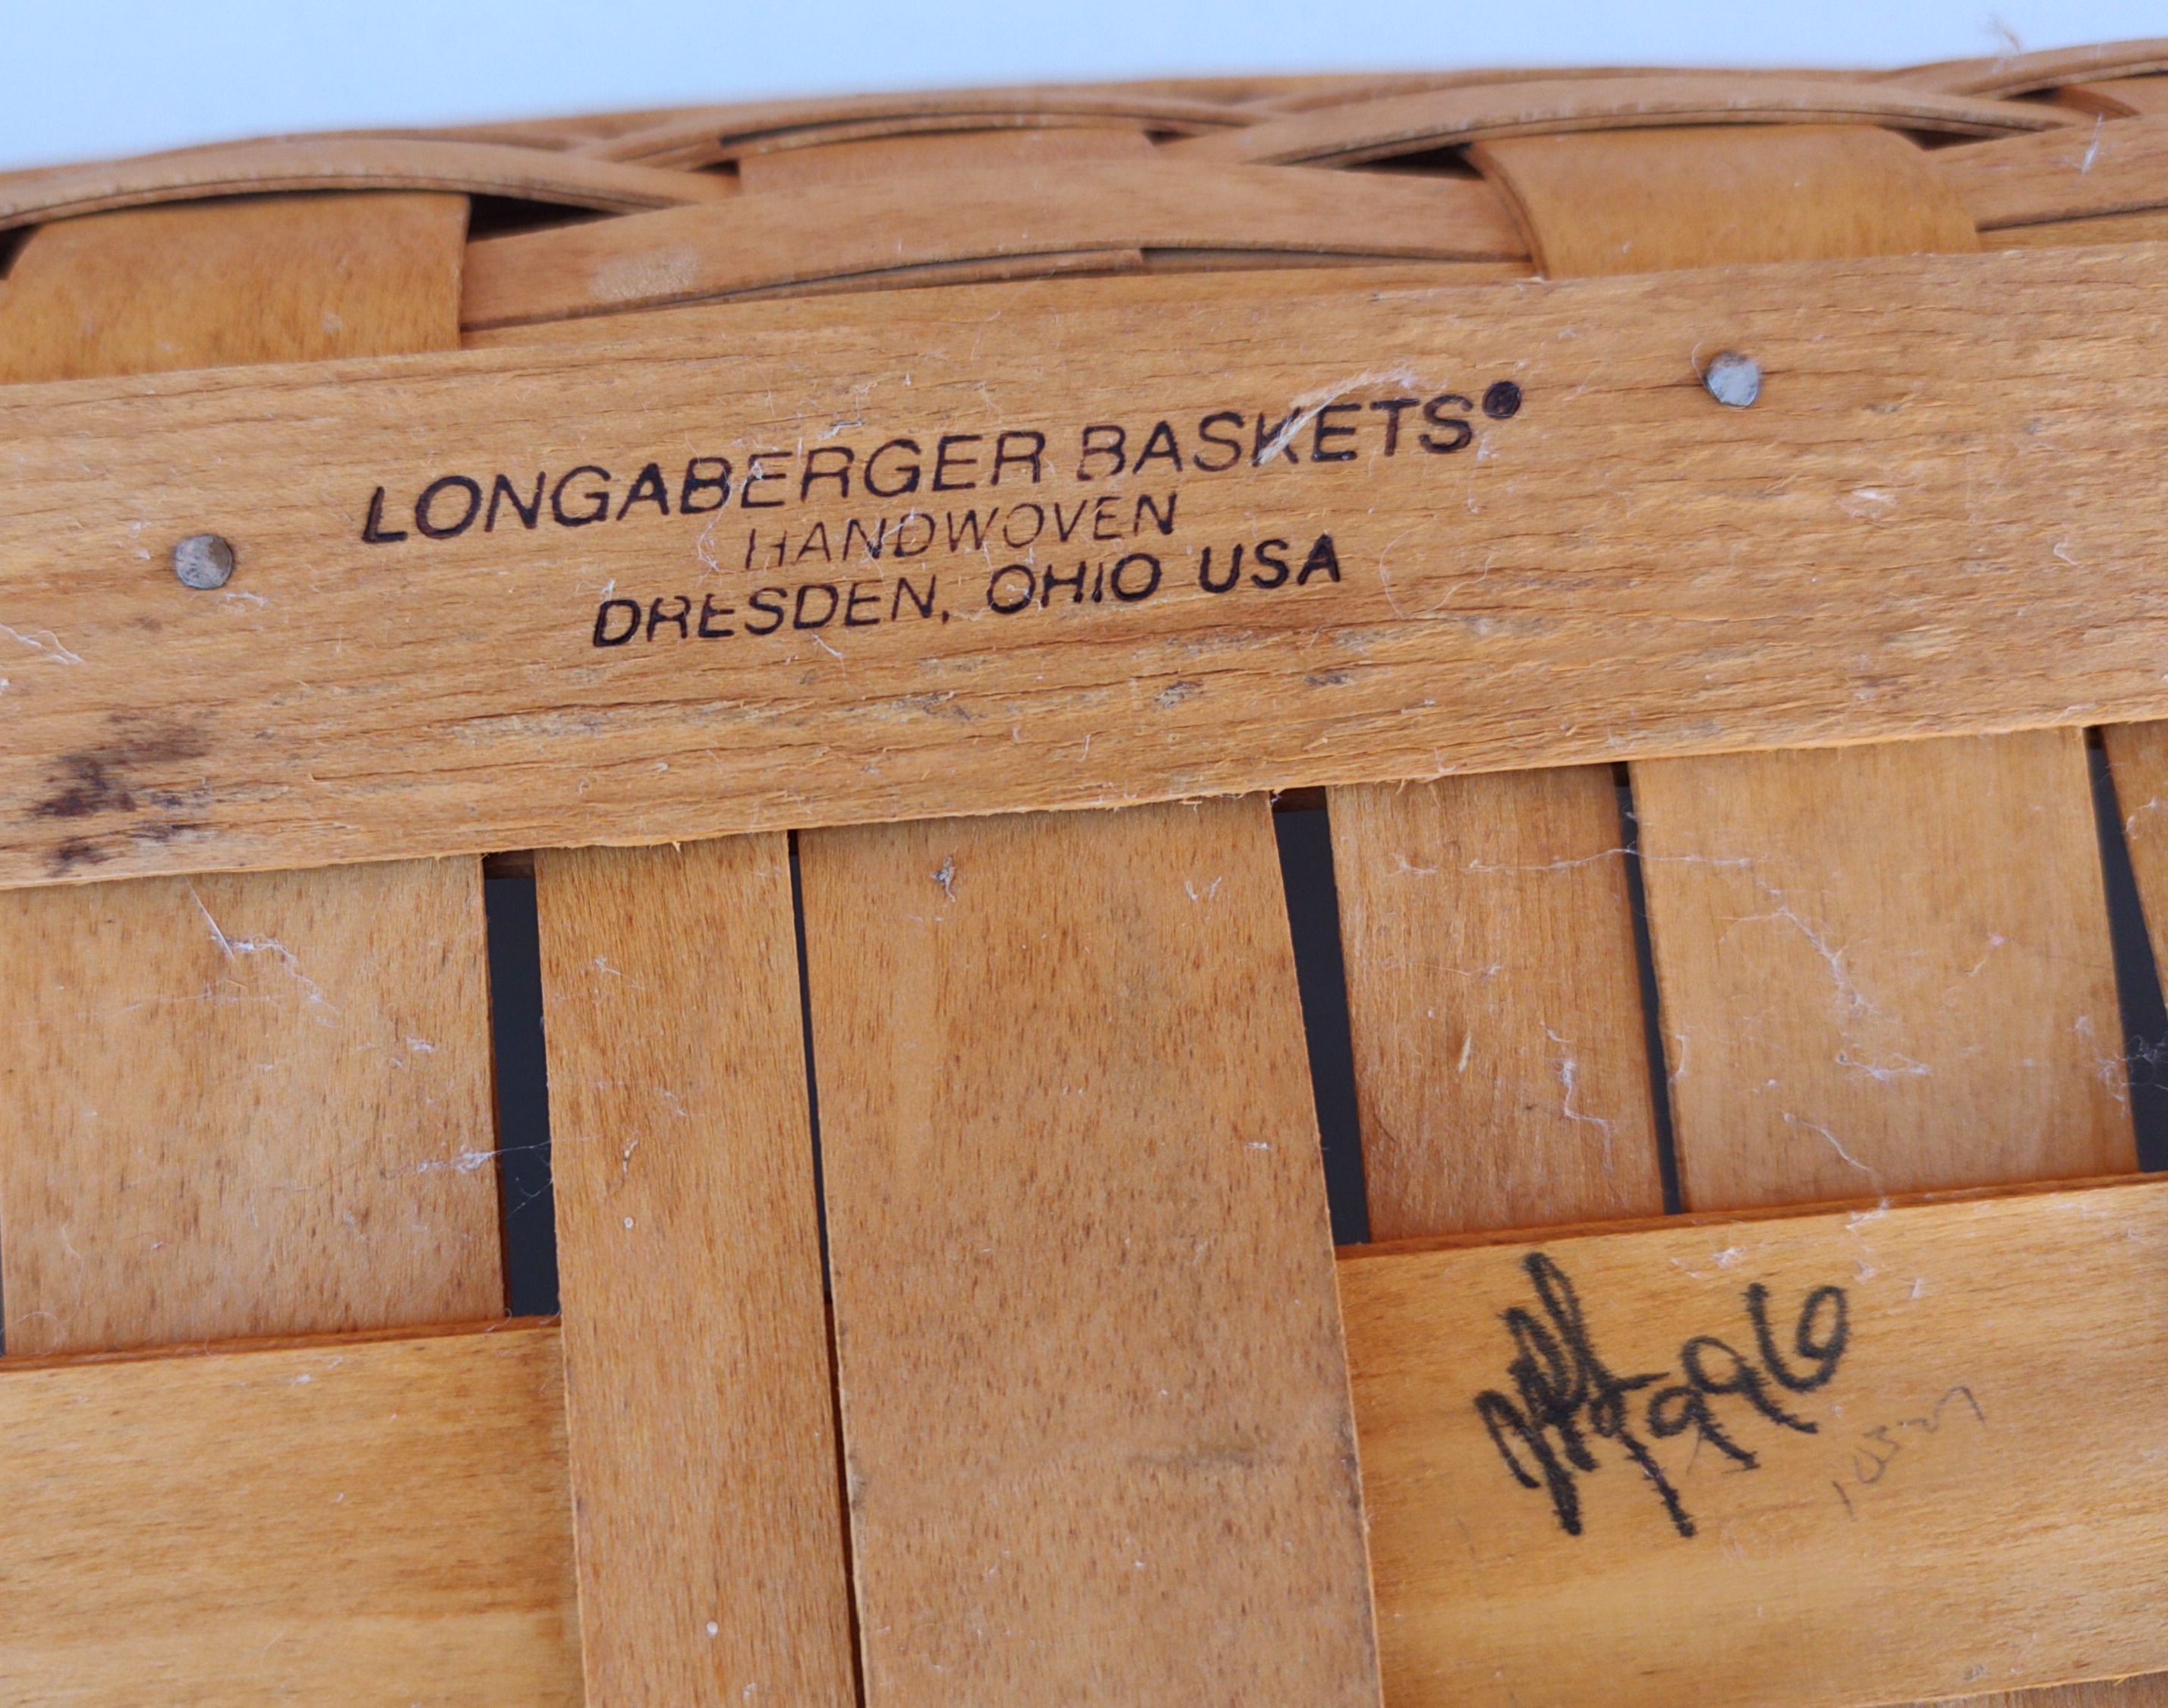 LONGABERGER BASKETS®
HANDWOVEN
DRESDEN, OHIO USA
1996